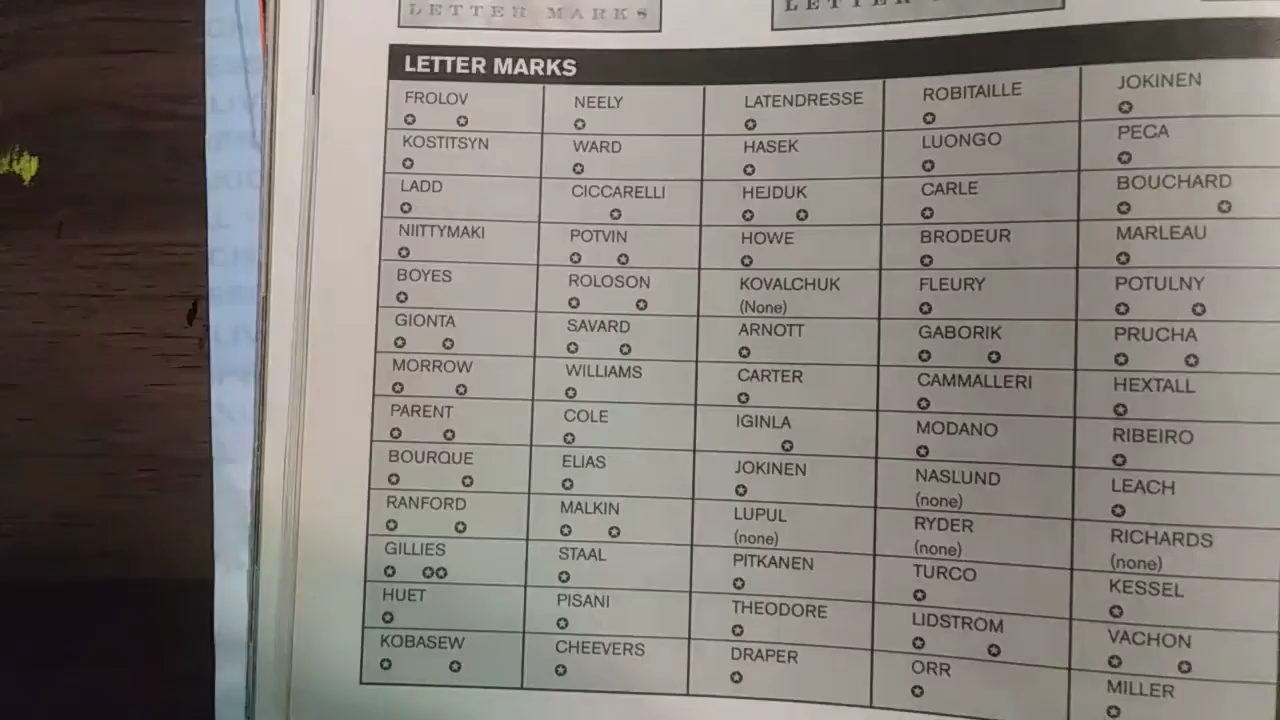 LETTER MARKS
LETTER
LETTER MARKS
FROLOV NEELY LATENDRESSE ROBITAILLE JOKINEN
✪ ✪ ✪ ✪ ✪ ✪
KOSTITSYN WARD HASEK LUONGO PECA
✪ ✪ ✪ ✪ ✪
LADD CICCARELLI HEJDUK CARLE BOUCHARD
✪ ✪ ✪ ✪ ✪ ✪ ✪
NIITTYMAKI POTVIN HOWE BRODEUR MARLEAU
✪ ✪ ✪ ✪ ✪ ✪
BOYES ROLOSON KOVALCHUK FLEURY POTULNY
✪ ✪ ✪ (None) ✪ ✪ ✪
GIONTA SAVARD ARNOTT GABORIK PRUCHA
✪ ✪ ✪ ✪ ✪ ✪ ✪ ✪ ✪
MORROW WILLIAMS CARTER CAMMALLERI HEXTALL
✪ ✪ ✪ ✪ ✪ ✪
PARENT COLE IGINLA MODANO RIBEIRO
✪ ✪ ✪ ✪ ✪ ✪
BOURQUE ELIAS JOKINEN NASLUND LEACH
✪ ✪ ✪ ✪ (none) ✪
RANFORD MALKIN LUPUL RYDER RICHARDS
✪ ✪ ✪ ✪ (none) (none) (none)
GILLIES STAAL PITKANEN TURCO KESSEL
✪ ✪✪ ✪ ✪ ✪ ✪
HUET PISANI THEODORE LIDSTROM VACHON
✪ ✪ ✪ ✪ ✪ ✪ ✪
KOBASEW CHEEVERS DRAPER ORR MILLER
✪ ✪ ✪ ✪ ✪ ✪